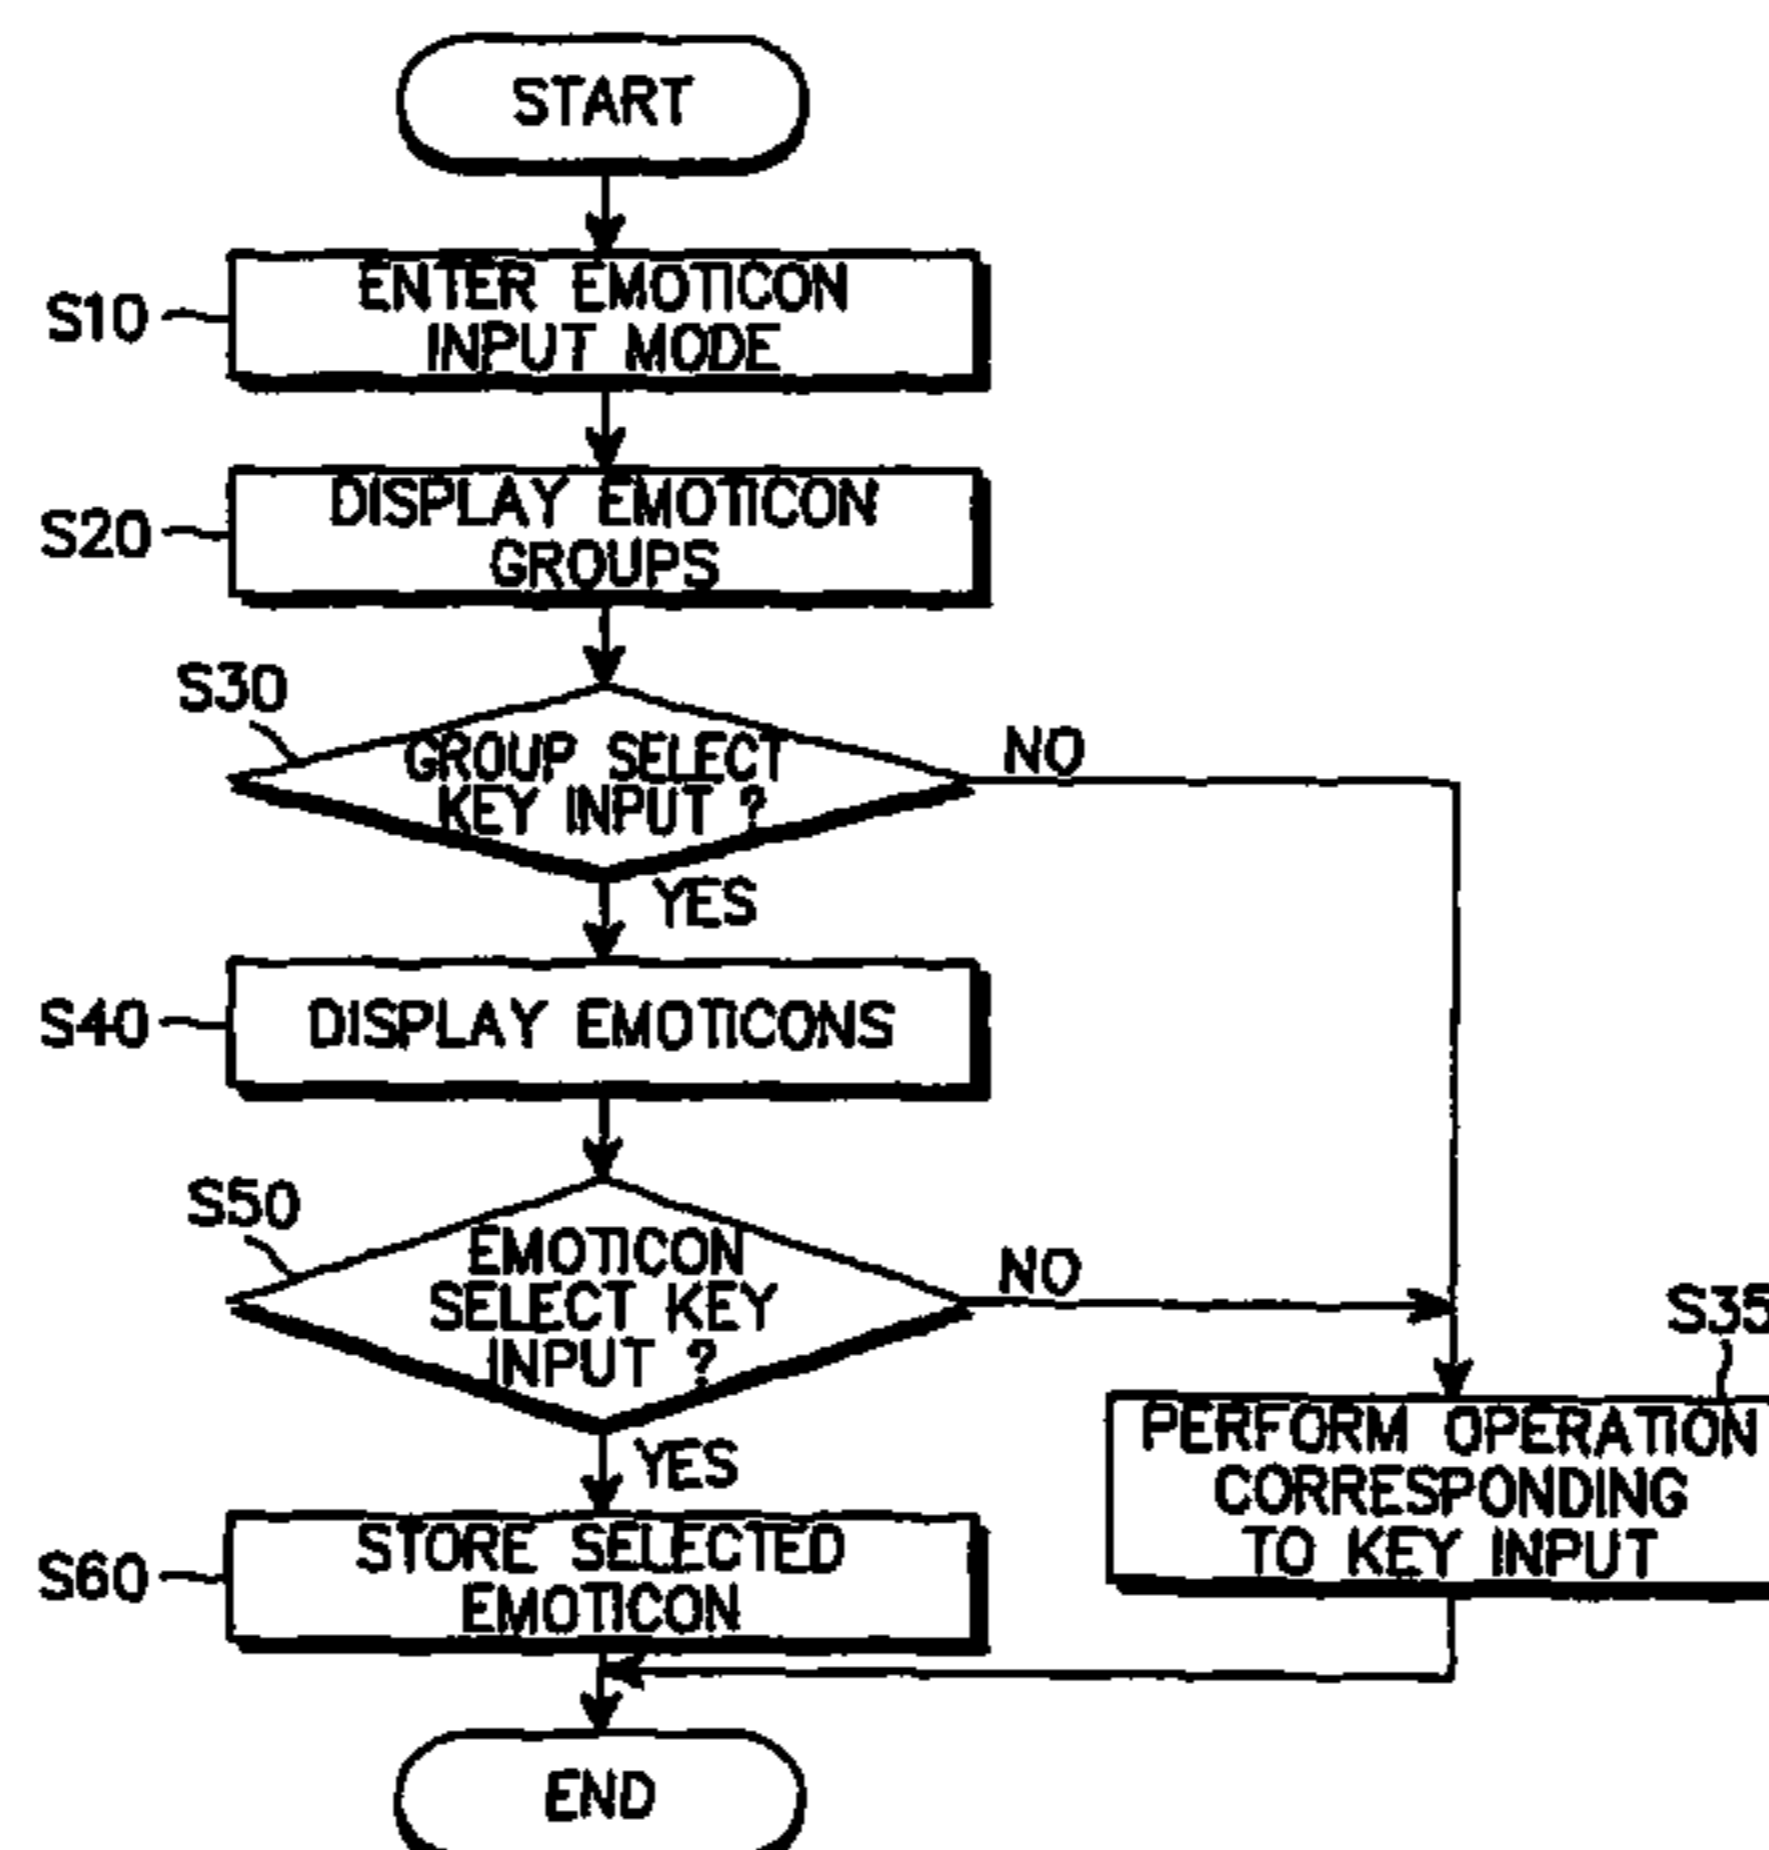 START
S10
ENTER EMOTICON
INPUT MODE
S20
DISPLAY EMOTICON
GROUPS
S30
GROUP SELECT
KEY INPUT ?
NO
YES
S40
DISPLAY EMOTICONS
S50
EMOTICON
SELECT KEY
INPUT ?
NO
S35
PERFORM OPERATION
CORRESPONDING
TO KEY INPUT
YES
S60
STORE SELECTED
EMOTICON
END